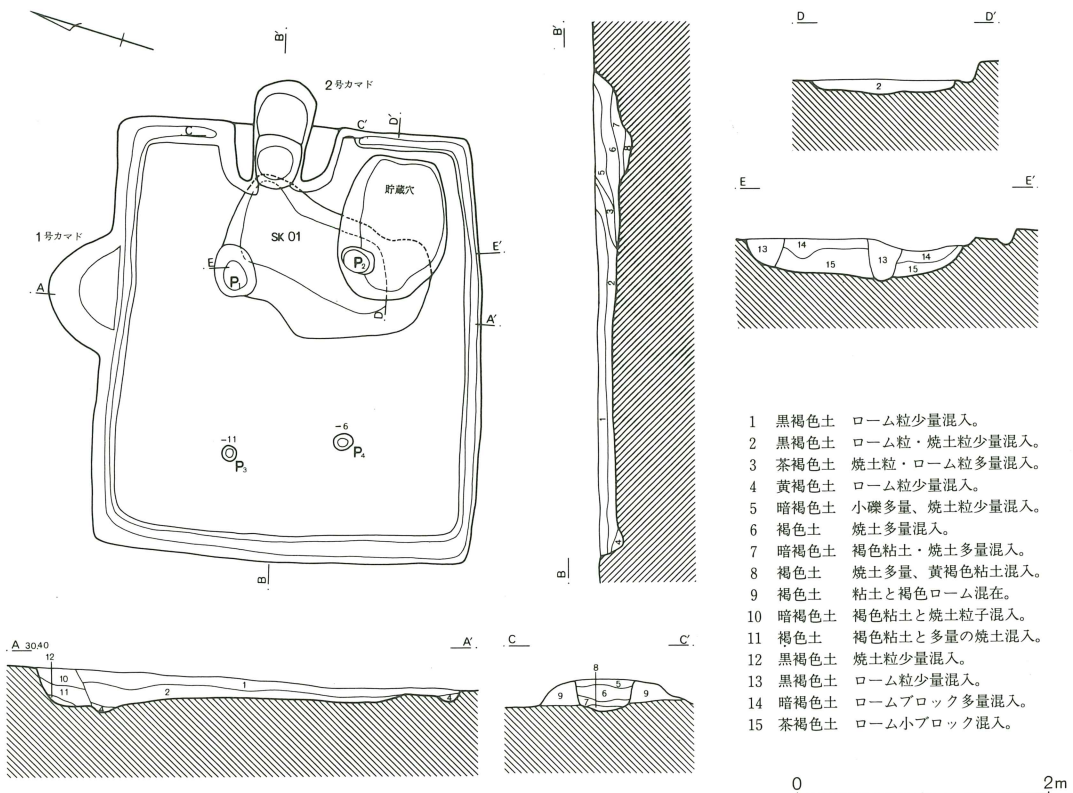 B'
2号カマド
C
C'
D'
貯蔵穴
1号カマド
SK 01
A
E
P1
P2
E'
D
A'
-11
P3
-6
P4
B
B'
7
6
8
5
3
2
1
4
B
D
D'
2
E
E'
13
14
15
13
14
15
1 黒褐色土 ローム粒少量混入。
2 黒褐色土 ローム粒・焼土粒少量混入。
3 茶褐色土 焼土粒・ローム粒多量混入。
4 黄褐色土 ローム粒少量混入。
5 暗褐色土 小礫多量、焼土粒少量混入。
6 褐色土 焼土多量混入。
7 暗褐色土 褐色粘土・焼土多量混入。
8 褐色土 焼土多量、黄褐色粘土混入。
9 褐色土 粘土と褐色ローム混在。
10 暗褐色土 褐色粘土と焼土粒子混入。
11 褐色土 褐色粘土と多量の焼土混入。
12 黒褐色土 焼土粒少量混入。
13 黒褐色土 ローム粒少量混入。
14 暗褐色土 ロームブロック多量混入。
15 茶褐色土 ローム小ブロック混入。
A 30.40
A'
12
10
11
4
2
1
4
C
C'
8
9
5
6
7
9
0
2m